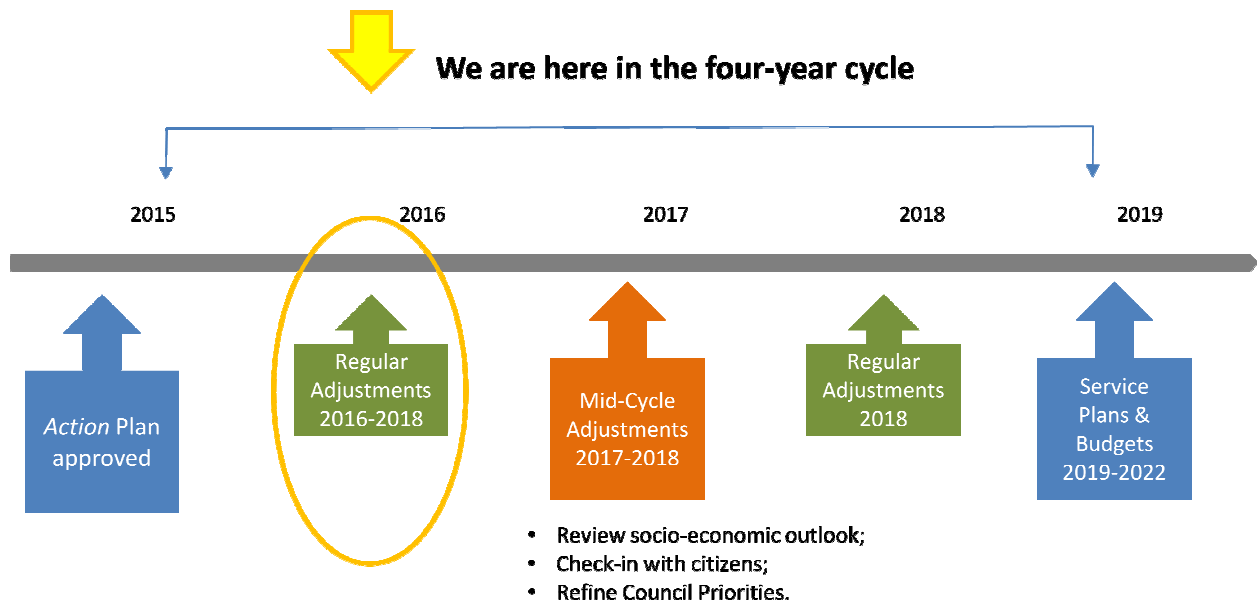 We are here in the four-year cycle
2015
2016
2017
2018
2019
Action Plan
approved
Regular
Adjustments
2016-2018
Mid-Cycle
Adjustments
2017-2018
Regular
Adjustments
2018
Service
Plans &
Budgets
2019-2022
• Review socio-economic outlook;
• Check-in with citizens;
• Refine Council Priorities.